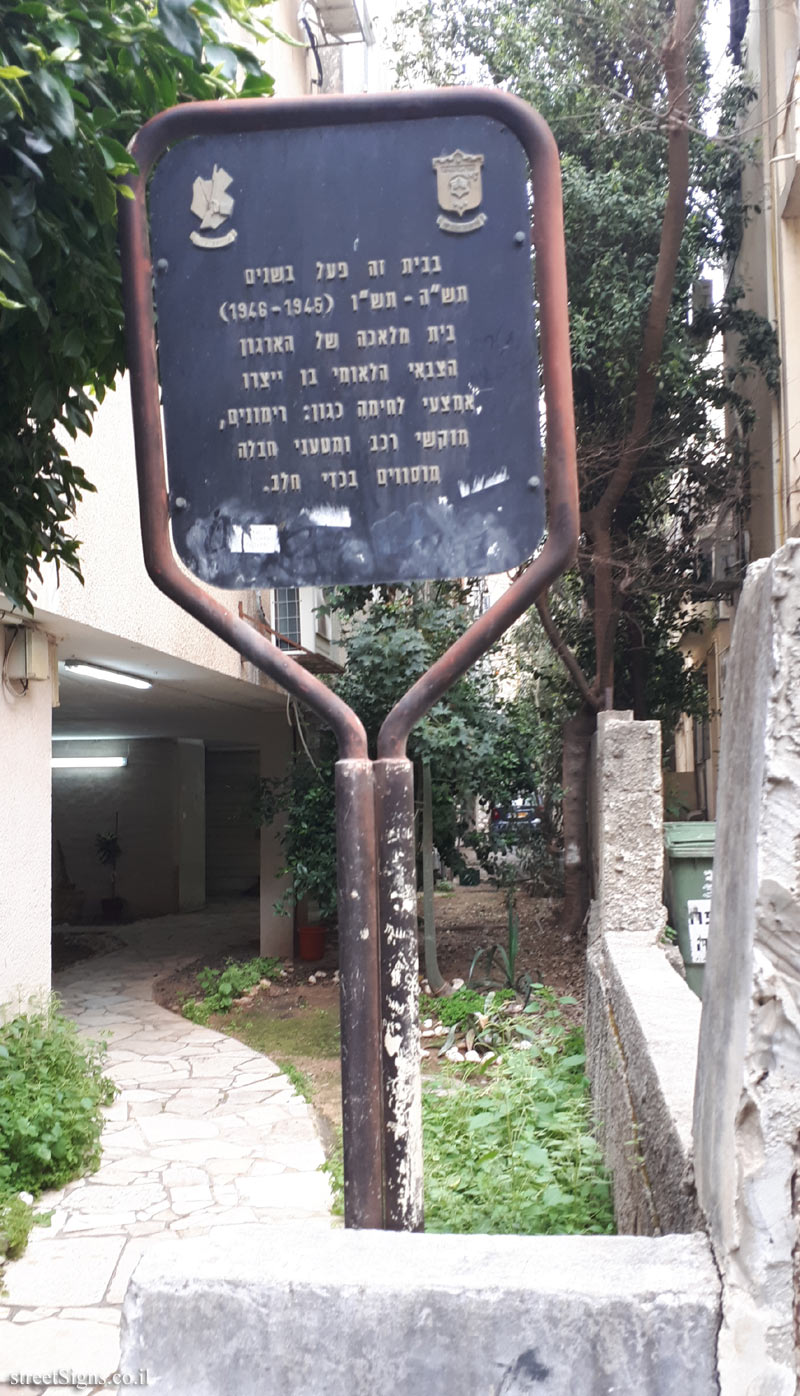 בבית זה פעל בשנים
תש"ה - תש"ו (1945-1946)
בית מלאכה של הארגון
הצבאי הלאומי בו ייצרו
אמצעי לחימה כגון: רימונים,
מוקשי רכב ומטעני חבלה
מוסווים בכדי חלב.
streetSigns.co.il